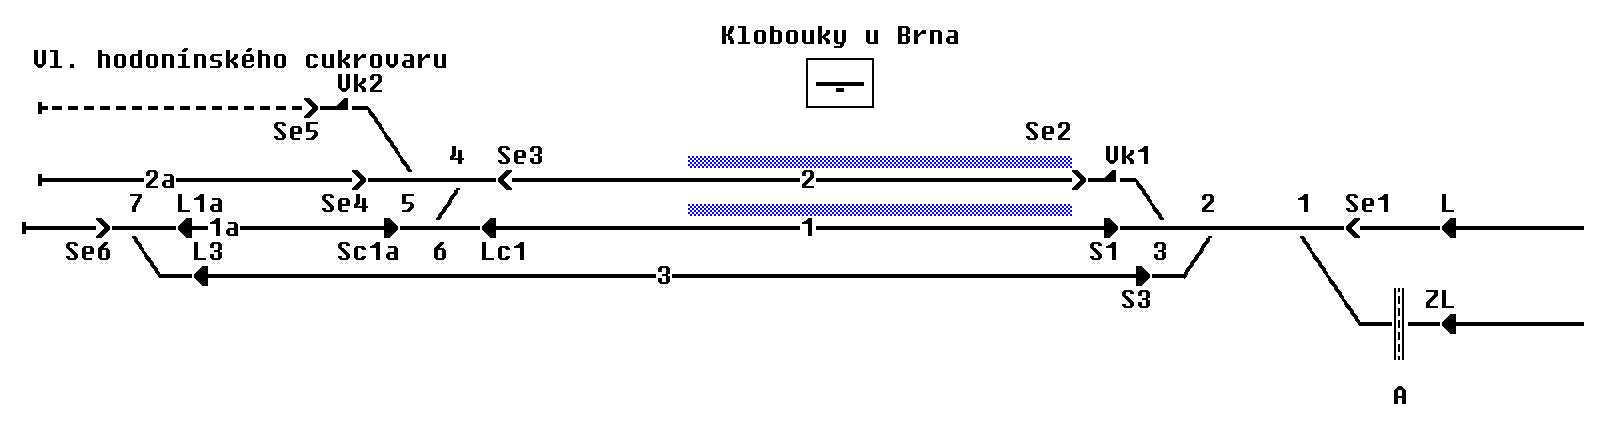 Klobouky u Brna
Vl. hodonínského cukrovaru
Vk2
Se5 Se2
4 Se3 Vk1
2a 2
7 L1a Se4 5 2 1 Se1 L
1a 1
Se6 L3 Sc1a 6 Lc1 S1 3
3
S3 ZL
A